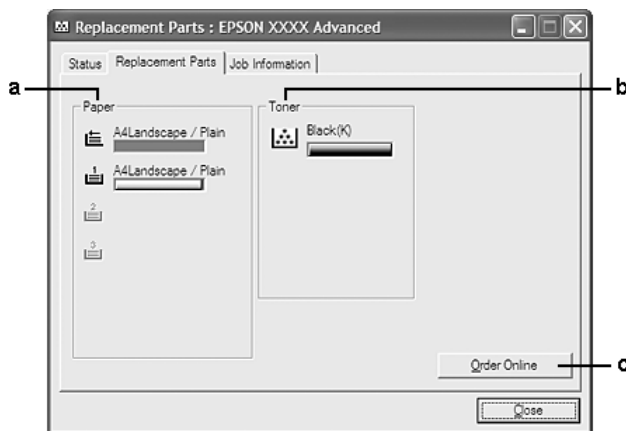 Replacement Parts : EPSON XXXX Advanced
Status Replacement Parts Job Information
a
b
Paper
Toner
A4Landscape / Plain
Black(K)
1 A4Landscape / Plain
2
3
Order Online
c
Close